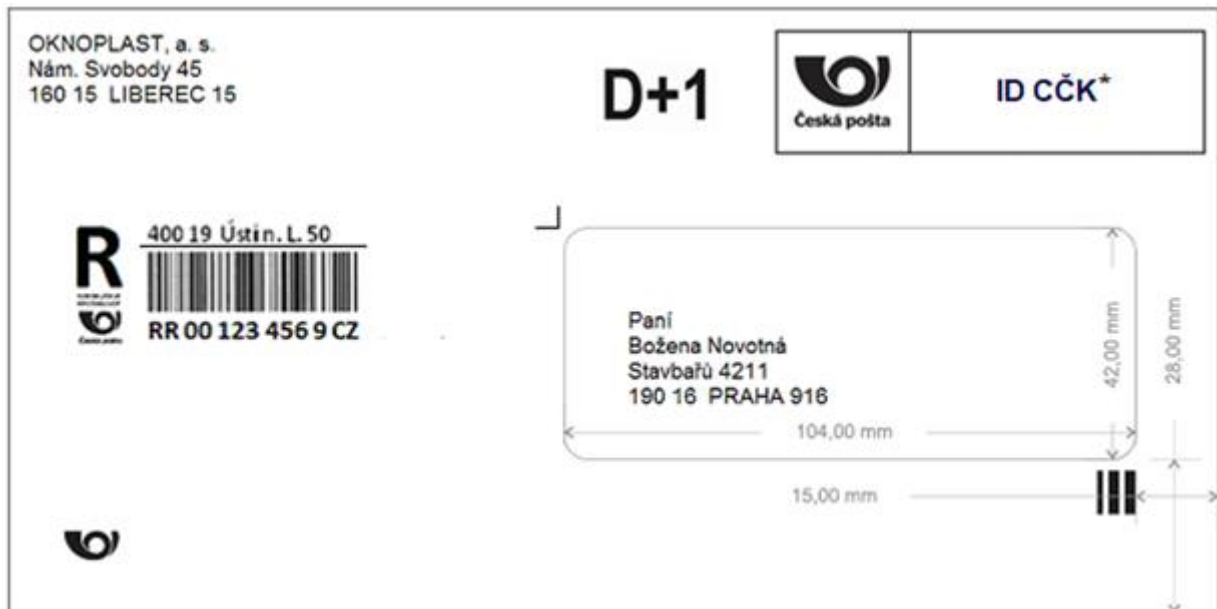 OKNOPLAST, a. s.
Nám. Svobody 45
160 15 LIBEREC 15
D+1
Česká pošta
ID CČK*
R
400 19 Ústí n. L. 50
Česká pošta
RR 00 123 456 9 CZ
Paní
Božena Novotná
Stavbařů 4211
190 16 PRAHA 916
42,00 mm
28,00 mm
104,00 mm
15,00 mm